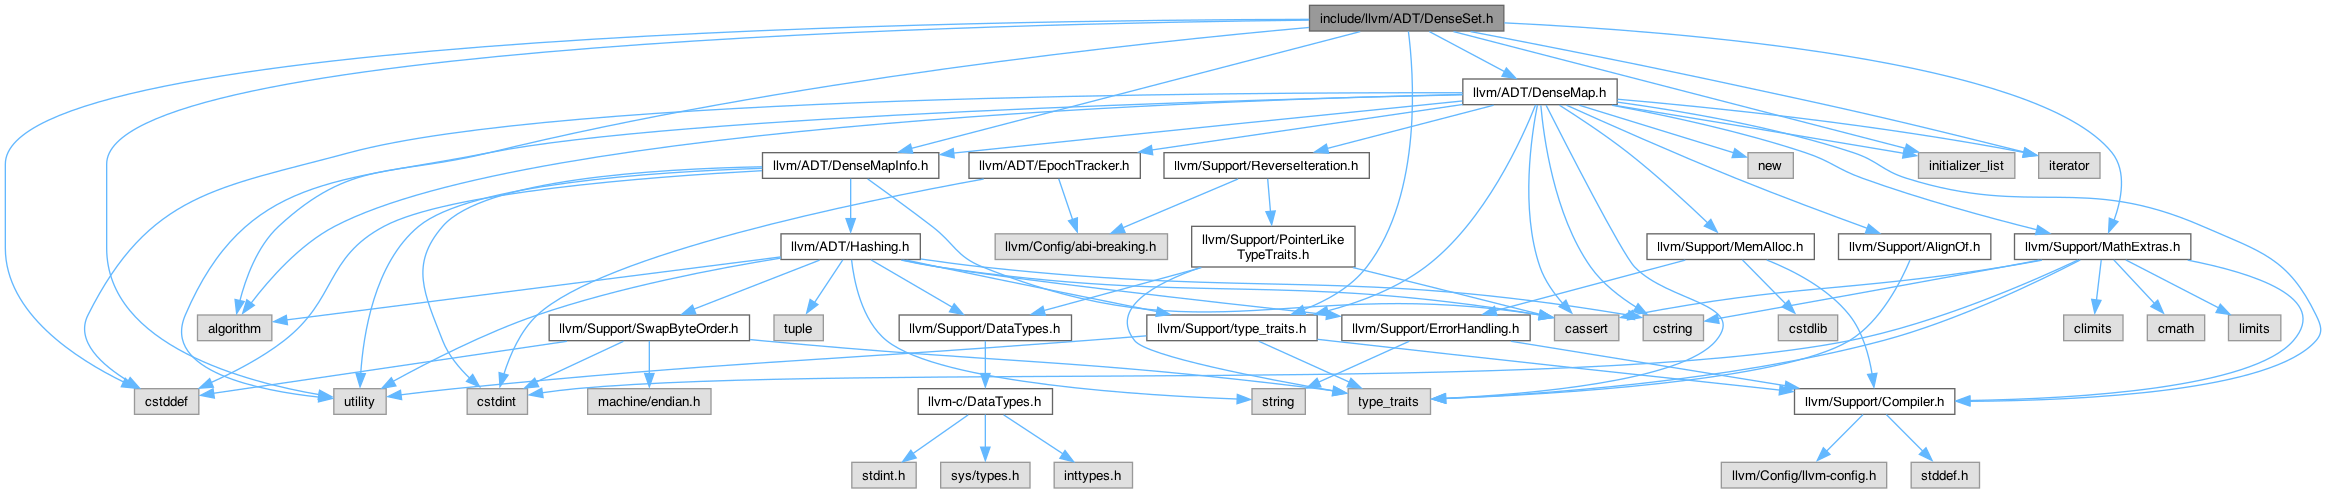 include/llvm/ADT/DenseSet.h
llvm/ADT/DenseMap.h
llvm/ADT/DenseMapInfo.h
llvm/ADT/EpochTracker.h
llvm/Support/ReverseIteration.h
new
initializer_list
iterator
llvm/ADT/Hashing.h
llvm/Config/abi-breaking.h
llvm/Support/PointerLike
TypeTraits.h
llvm/Support/MemAlloc.h
llvm/Support/AlignOf.h
llvm/Support/MathExtras.h
algorithm
llvm/Support/SwapByteOrder.h
tuple
llvm/Support/DataTypes.h
llvm/Support/type_traits.h
llvm/Support/ErrorHandling.h
cassert
cstring
cstdlib
climits
cmath
limits
cstddef
utility
cstdint
machine/endian.h
llvm-c/DataTypes.h
string
type_traits
llvm/Support/Compiler.h
stdint.h
sys/types.h
inttypes.h
llvm/Config/llvm-config.h
stddef.h